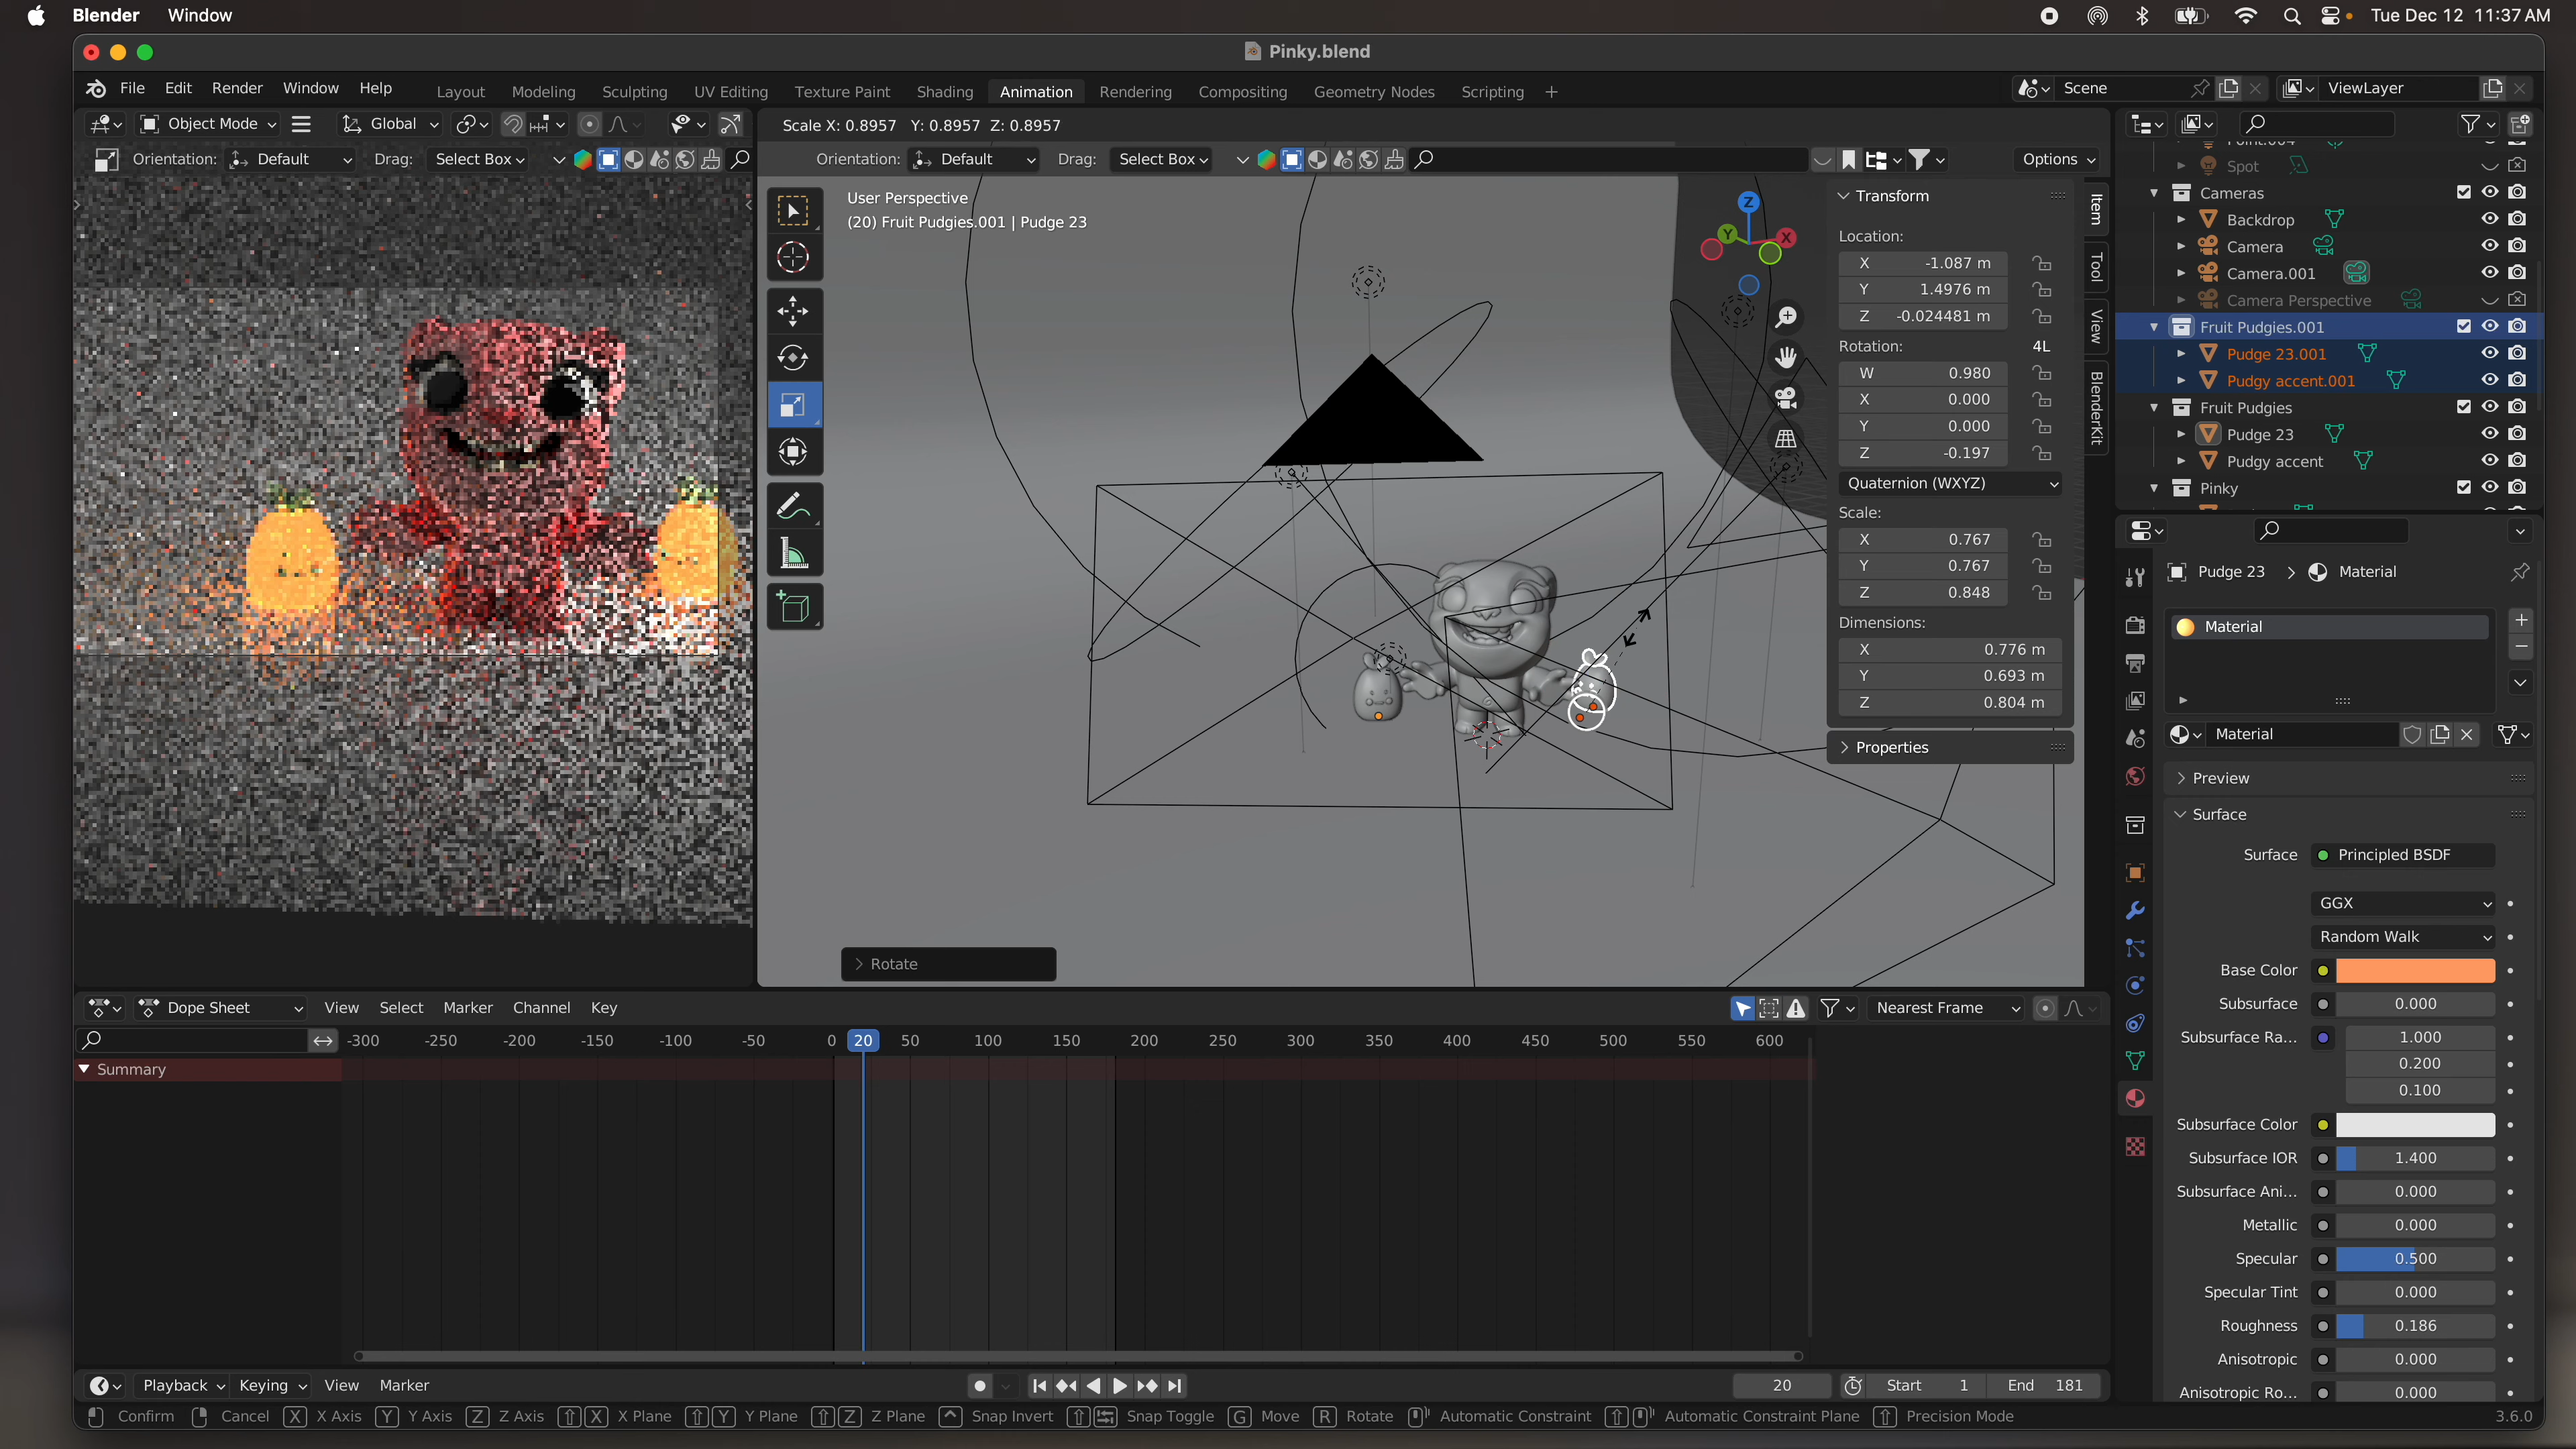 Blender Window Tue Dec 12 11:37 AM
Pinky.blend
File Edit Render Window Help Layout Modeling Sculpting UV Editing Texture Paint Shading Animation Rendering Compositing Geometry Nodes Scripting + Scene ViewLayer
Object Mode Global Scale X: 0.8957 Y: 0.8957 Z: 0.8957
Orientation: Default Drag: Select Box Orientation: Default Drag: Select Box Options
User Perspective
(20) Fruit Pudgies.001 | Pudge 23
Z
Y
X
Transform
Location:
X -1.087 m
Y 1.4976 m
Z -0.024481 m
Rotation: 4L
W 0.980
X 0.000
Y 0.000
Z -0.197
Quaternion (WXYZ)
Scale:
X 0.767
Y 0.767
Z 0.848
Dimensions:
X 0.776 m
Y 0.693 m
Z 0.804 m
Properties
Item
Tool
View
BlenderKit
Point.004
Spot
Cameras
Backdrop
Camera
Camera.001
Camera Perspective
Fruit Pudgies.001
Pudge 23.001
Pudgy accent.001
Fruit Pudgies
Pudge 23
Pudgy accent
Pinky
Pudge 23 Material
Material
Material
Preview
Surface
Surface Principled BSDF
GGX
Random Walk
Base Color
Subsurface 0.000
Subsurface Ra... 1.000
0.200
0.100
Subsurface Color
Subsurface IOR 1.400
Subsurface Ani... 0.000
Metallic 0.000
Specular 0.500
Specular Tint 0.000
Roughness 0.186
Anisotropic 0.000
Anisotropic Ro... 0.000
Rotate
Dope Sheet View Select Marker Channel Key Nearest Frame
-300 -250 -200 -150 -100 -50 0 20 50 100 150 200 250 300 350 400 450 500 550 600
Summary
Playback Keying View Marker 20 Start 1 End 181
Confirm Cancel X X Axis Y Y Axis Z Z Axis X X Plane Y Y Plane Z Z Plane Snap Invert Snap Toggle G Move R Rotate Automatic Constraint Automatic Constraint Plane Precision Mode 3.6.0